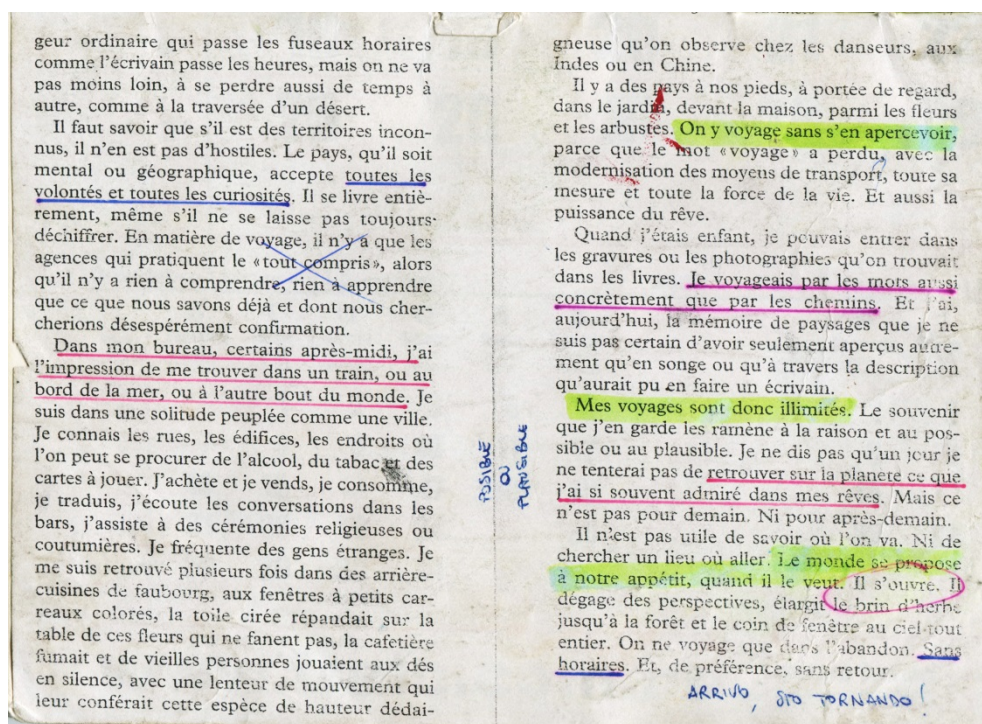 geur ordinaire qui passe les fuseaux horaires
comme l'écrivain passe les heures, mais on ne va
pas moins loin, à se perdre aussi de temps à
autre, comme à la traversée d'un désert.
Il faut savoir que s'il est des territoires incon-
nus, il n'en est pas d'hostiles. Le pays, qu'il soit
mental ou géographique, accepte toutes les
volontés et toutes les curiosités. Il se livre entiè-
rement, même s'il ne se laisse pas toujours
déchiffrer. En matière de voyage, il n'y a que les
agences qui pratiquent le «tout compris», alors
qu'il n'y a rien à comprendre, rien à apprendre
que ce que nous savons déjà et dont nous cher-
cherions désespérément confirmation.
Dans mon bureau, certains après-midi, j'ai
l'impression de me trouver dans un train, ou au
bord de la mer, ou à l'autre bout du monde. Je
suis dans une solitude peuplée comme une ville.
Je connais les rues, les édifices, les endroits où
l'on peut se procurer de l'alcool, du tabac et des
cartes à jouer. J'achète et je vends, je consomme,
je traduis, j'écoute les conversations dans les
bars, j'assiste à des cérémonies religieuses ou
coutumières. Je fréquente des gens étranges. Je
me suis retrouvé plusieurs fois dans des arrière-
cuisines de faubourg, aux fenêtres à petits car-
reaux colorés, la toile cirée répandait sur la
table de ces fleurs qui ne fanent pas, la cafetière
fumait et de vieilles personnes jouaient aux dés
en silence, avec une lenteur de mouvement qui
leur conférait cette espèce de hauteur dédai-
POSIBLE
OU
PLAUSIBLE
gneuse qu'on observe chez les danseurs, aux
Indes ou en Chine.
Il y a des pays à nos pieds, à portée de regard,
dans le jardin, devant la maison, parmi les fleurs
et les arbustes. On y voyage sans s'en apercevoir,
parce que le mot «voyage» a perdu, avec la
modernisation des moyens de transport, toute sa
mesure et toute la force de la vie. Et aussi la
puissance du rêve.
Quand j'étais enfant, je pouvais entrer dans
les gravures ou les photographies qu'on trouvait
dans les livres. Je voyageais par les mots aussi
concrètement que par les chemins. Et j'ai,
aujourd'hui, la mémoire de paysages que je ne
suis pas certain d'avoir seulement aperçus autre-
ment qu'en songe ou qu'à travers la description
qu'aurait pu en faire un écrivain.
Mes voyages sont donc illimités. Le souvenir
que j'en garde les ramène à la raison et au pos-
sible ou au plausible. Je ne dis pas qu'un jour je
ne tenterai pas de retrouver sur la planete ce que
j'ai si souvent admiré dans mes rêves. Mais ce
n'est pas pour demain. Ni pour après-demain.
Il n'est pas utile de savoir où l'on va. Ni de
chercher un lieu où aller. Le monde se propose
à notre appétit, quand il le veut. Il s'ouvre. Il
dégage des perspectives, élargit le brin d'herbe
jusqu'à la forêt et le coin de fenêtre au ciel tout
entier. On ne voyage que dans l'abandon. Sans
horaires. Et, de préférence, sans retour.
ARRIVO, STO TORNANDO!